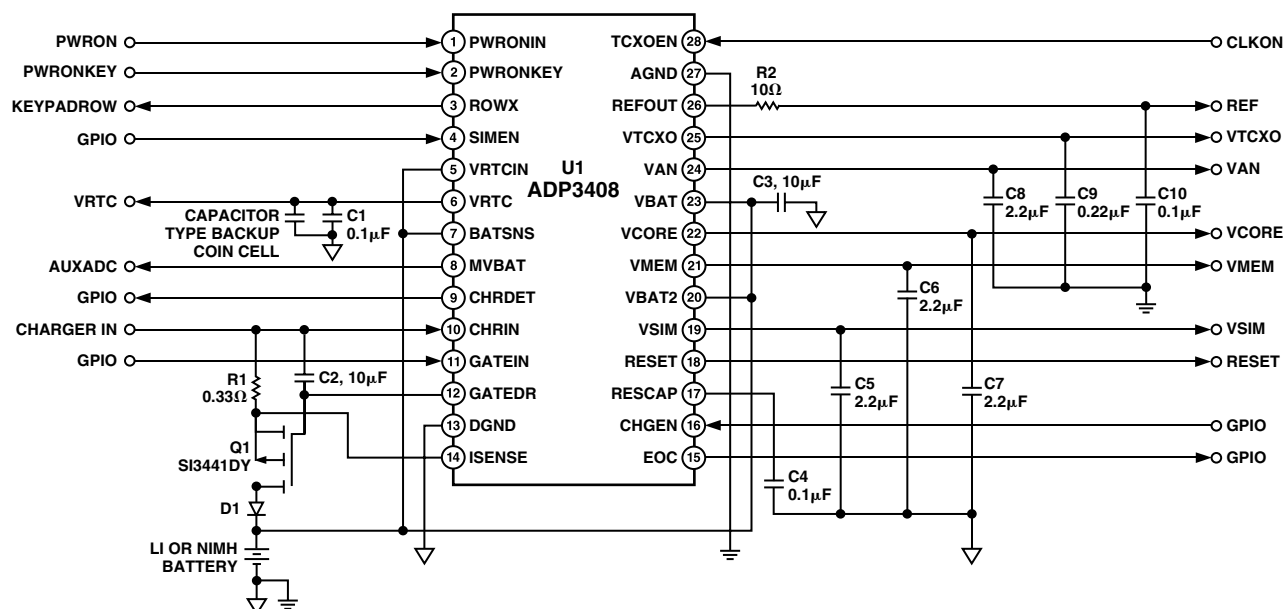 PWRON
PWRONKEY
KEYPADROW
GPIO
VRTC
CAPACITOR
TYPE BACKUP
COIN CELL
C1
0.1µF
AUXADC
GPIO
CHARGER IN
GPIO
R1
0.33Ω
C2, 10µF
Q1
SI3441DY
D1
LI OR NIMH
BATTERY
1 PWRONIN
2 PWRONKEY
3 ROWX
4 SIMEN
5 VRTCIN
6 VRTC
7 BATSNS
8 MVBAT
9 CHRDET
10 CHRIN
11 GATEIN
12 GATEDR
13 DGND
14 ISENSE
U1
ADP3408
TCXOEN 28
AGND 27
REFOUT 26
VTCXO 25
VAN 24
VBAT 23
VCORE 22
VMEM 21
VBAT2 20
VSIM 19
RESET 18
RESCAP 17
CHGEN 16
EOC 15
R2
10Ω
C3, 10µF
C8
2.2µF
C9
0.22µF
C10
0.1µF
C6
2.2µF
C5
2.2µF
C7
2.2µF
C4
0.1µF
CLKON
REF
VTCXO
VAN
VCORE
VMEM
VSIM
RESET
GPIO
GPIO